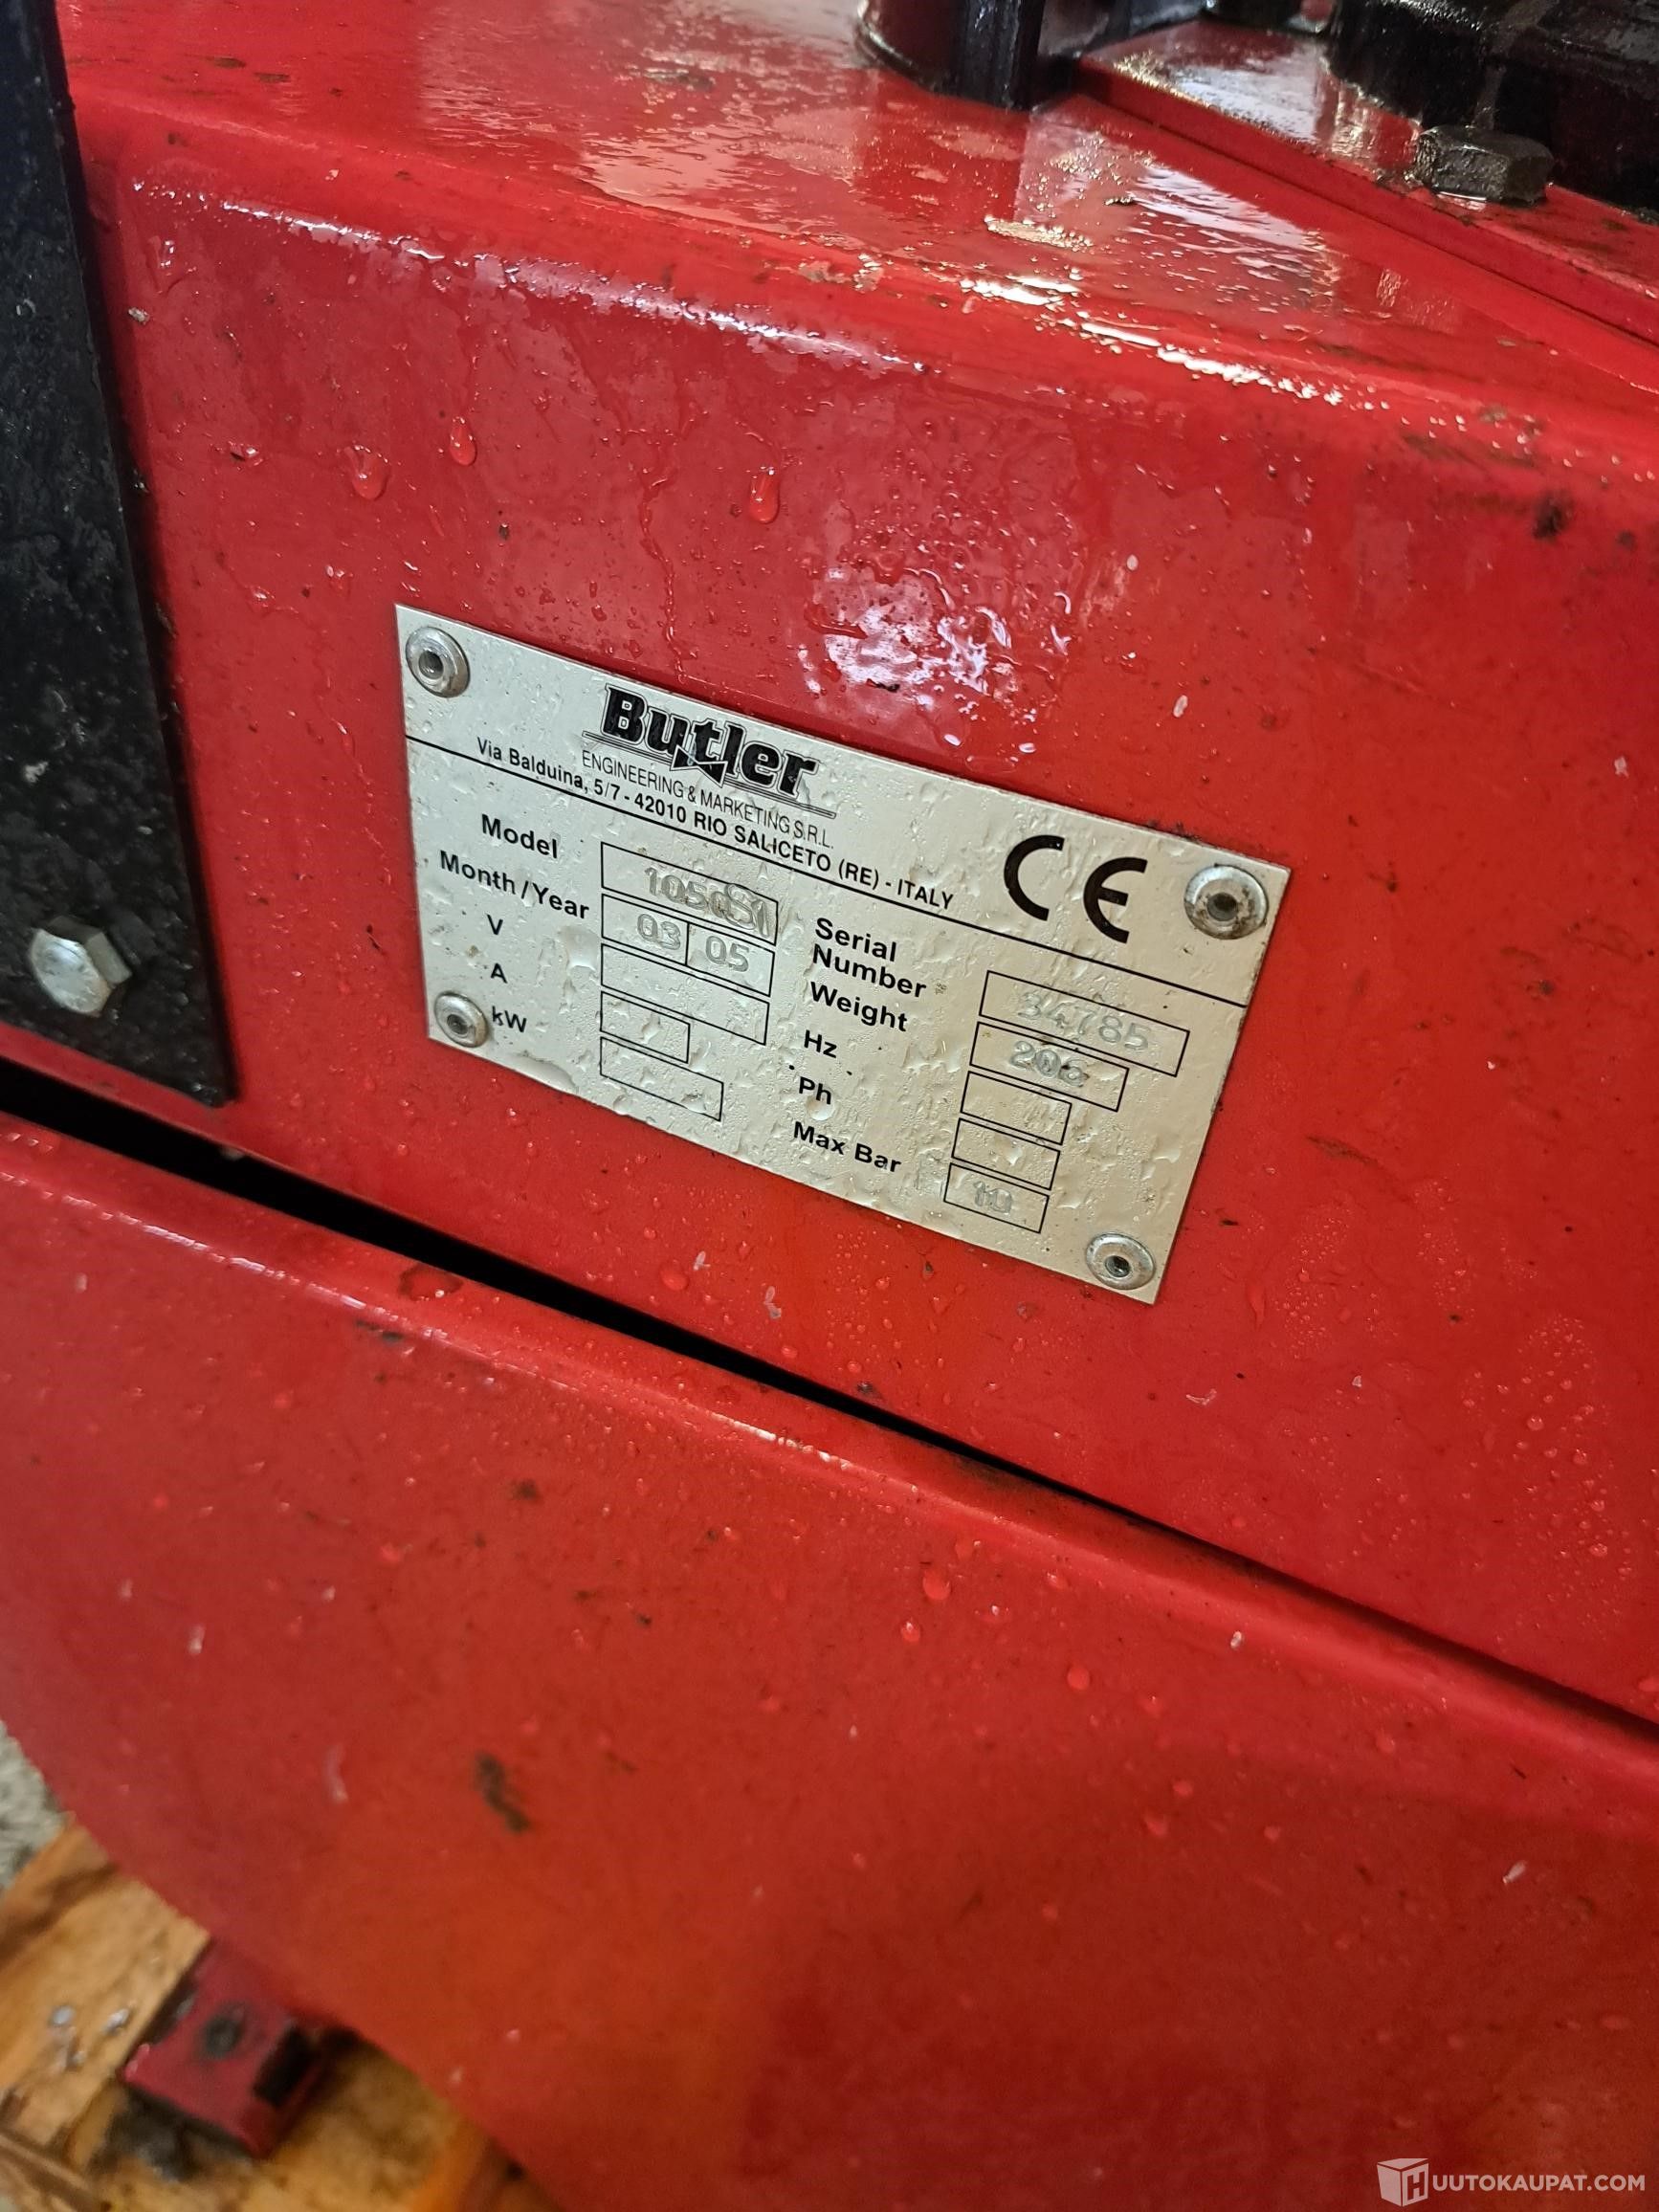 Butler
ENGINEERING & MARKETING S.R.L.
Via Balduina, 5/7 - 42010 RIO SALICETO (RE) - ITALY
CE
Model
Month/Year 03 05
V
A
kW
Serial
Number 34785
Weight
Hz
Ph
Max Bar 10
HUUTOKAUPAT.COM